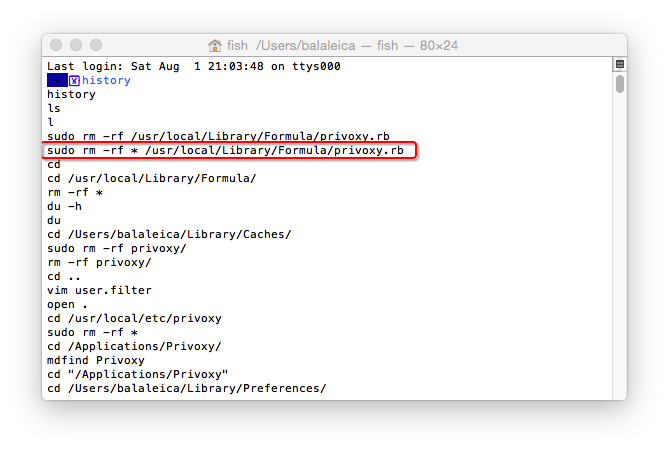 fish /Users/balaleica — fish — 80×24
Last login: Sat Aug  1 21:03:48 on ttys000
history
history
ls
l
sudo rm -rf /usr/local/Library/Formula/privoxy.rb
sudo rm -rf * /usr/local/Library/Formula/privoxy.rb
cd
cd /usr/local/Library/Formula/
rm -rf *
du -h
du
cd /Users/balaleica/Library/Caches/
sudo rm -rf privoxy/
rm -rf privoxy/
cd ..
vim user.filter
open .
cd /usr/local/etc/privoxy
sudo rm -rf *
cd /Applications/Privoxy/
mdfind Privoxy
cd "/Applications/Privoxy"
cd /Users/balaleica/Library/Preferences/